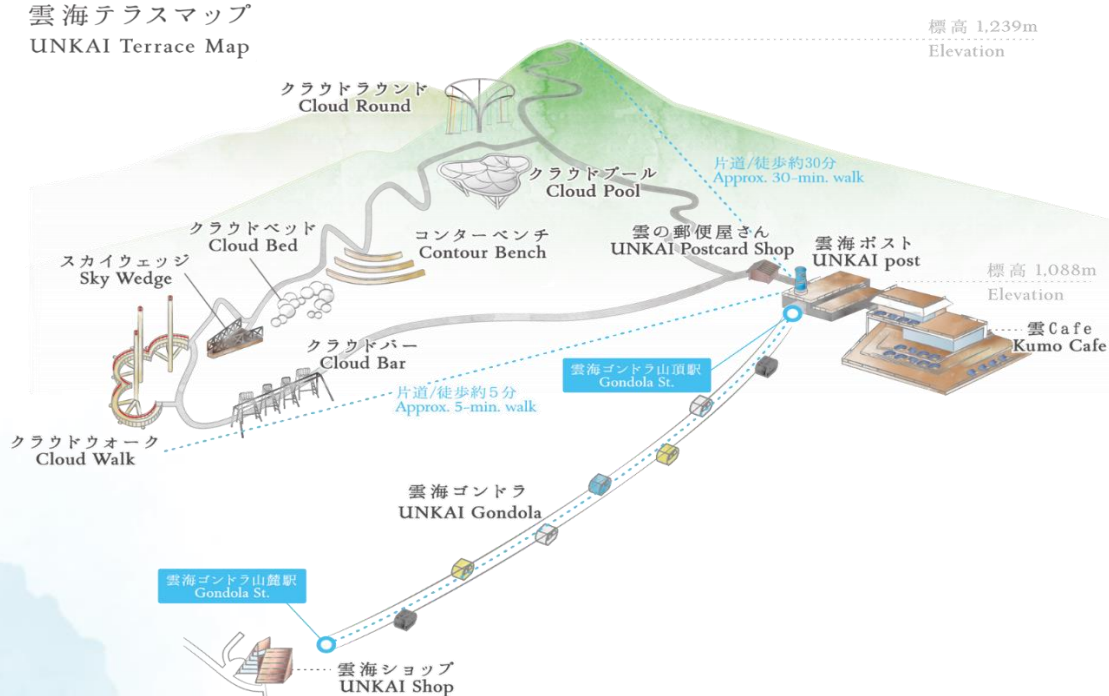 雲海テラスマップ
UNKAI Terrace Map
標高 1,239m
Elevation
クラウドラウンド
Cloud Round
片道/徒歩約30分
Approx. 30-min. walk
クラウドプール
Cloud Pool
クラウドベッド
Cloud Bed
コンターベンチ
Contour Bench
雲の郵便屋さん
UNKAI Postcard Shop
雲海ポスト
UNKAI post
スカイウェッジ
Sky Wedge
標高 1,088m
Elevation
雲Cafe
Kumo Cafe
クラウドバー
Cloud Bar
雲海ゴンドラ山頂駅
Gondola St.
片道/徒歩約5分
Approx. 5-min. walk
クラウドウォーク
Cloud Walk
雲海ゴンドラ
UNKAI Gondola
雲海ゴンドラ山麓駅
Gondola St.
雲海ショップ
UNKAI Shop